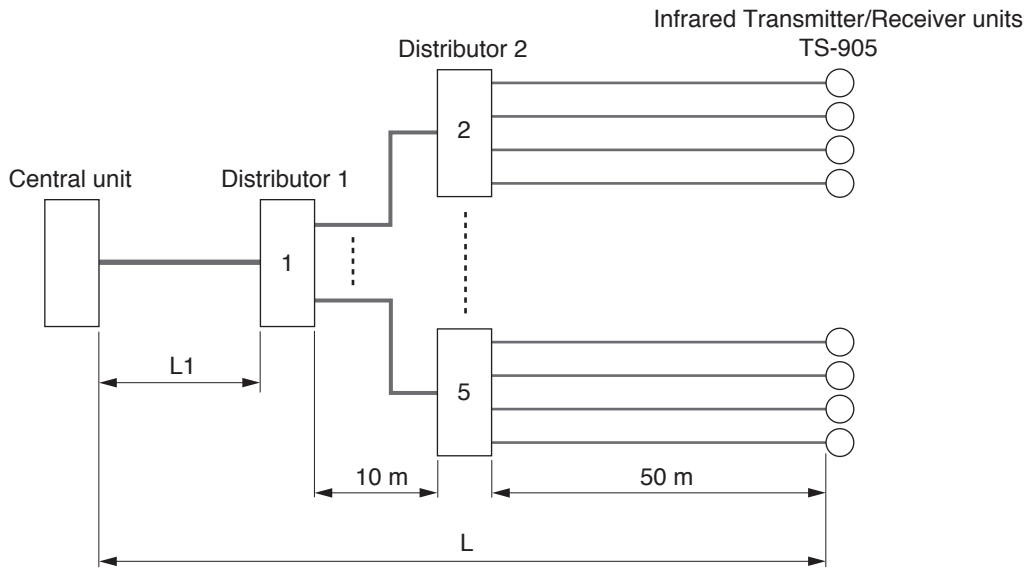 Infrared Transmitter/Receiver units
TS-905
Distributor 2
2
Central unit
Distributor 1
1
L1
5
10 m
50 m
L